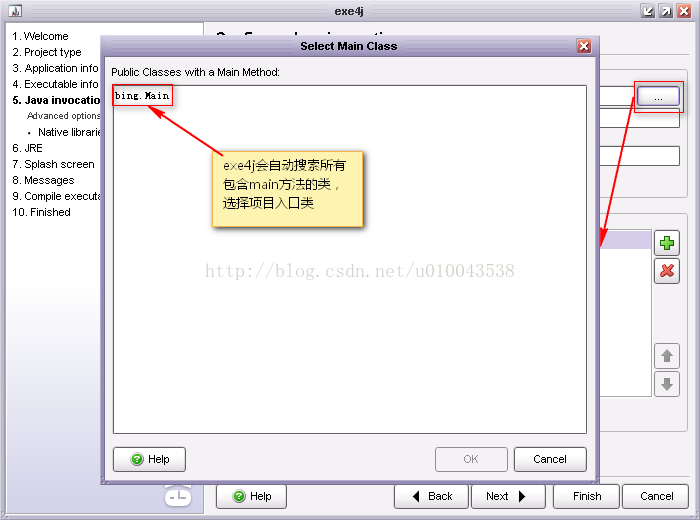 exe4j
1. Welcome
2. Project type
3. Application info
4. Executable info
5. Java invocatio
Advanced options
• Native librarie
6. JRE
7. Splash screen
8. Messages
9. Compile executa
10. Finished
Select Main Class
Public Classes with a Main Method:
bing.Main
...
exe4j会自动搜索所有
包含main方法的类，
选择项目入口类
http://blog.csdn.net/u010043538
Help
OK
Cancel
Help
Back
Next
Finish
Cancel